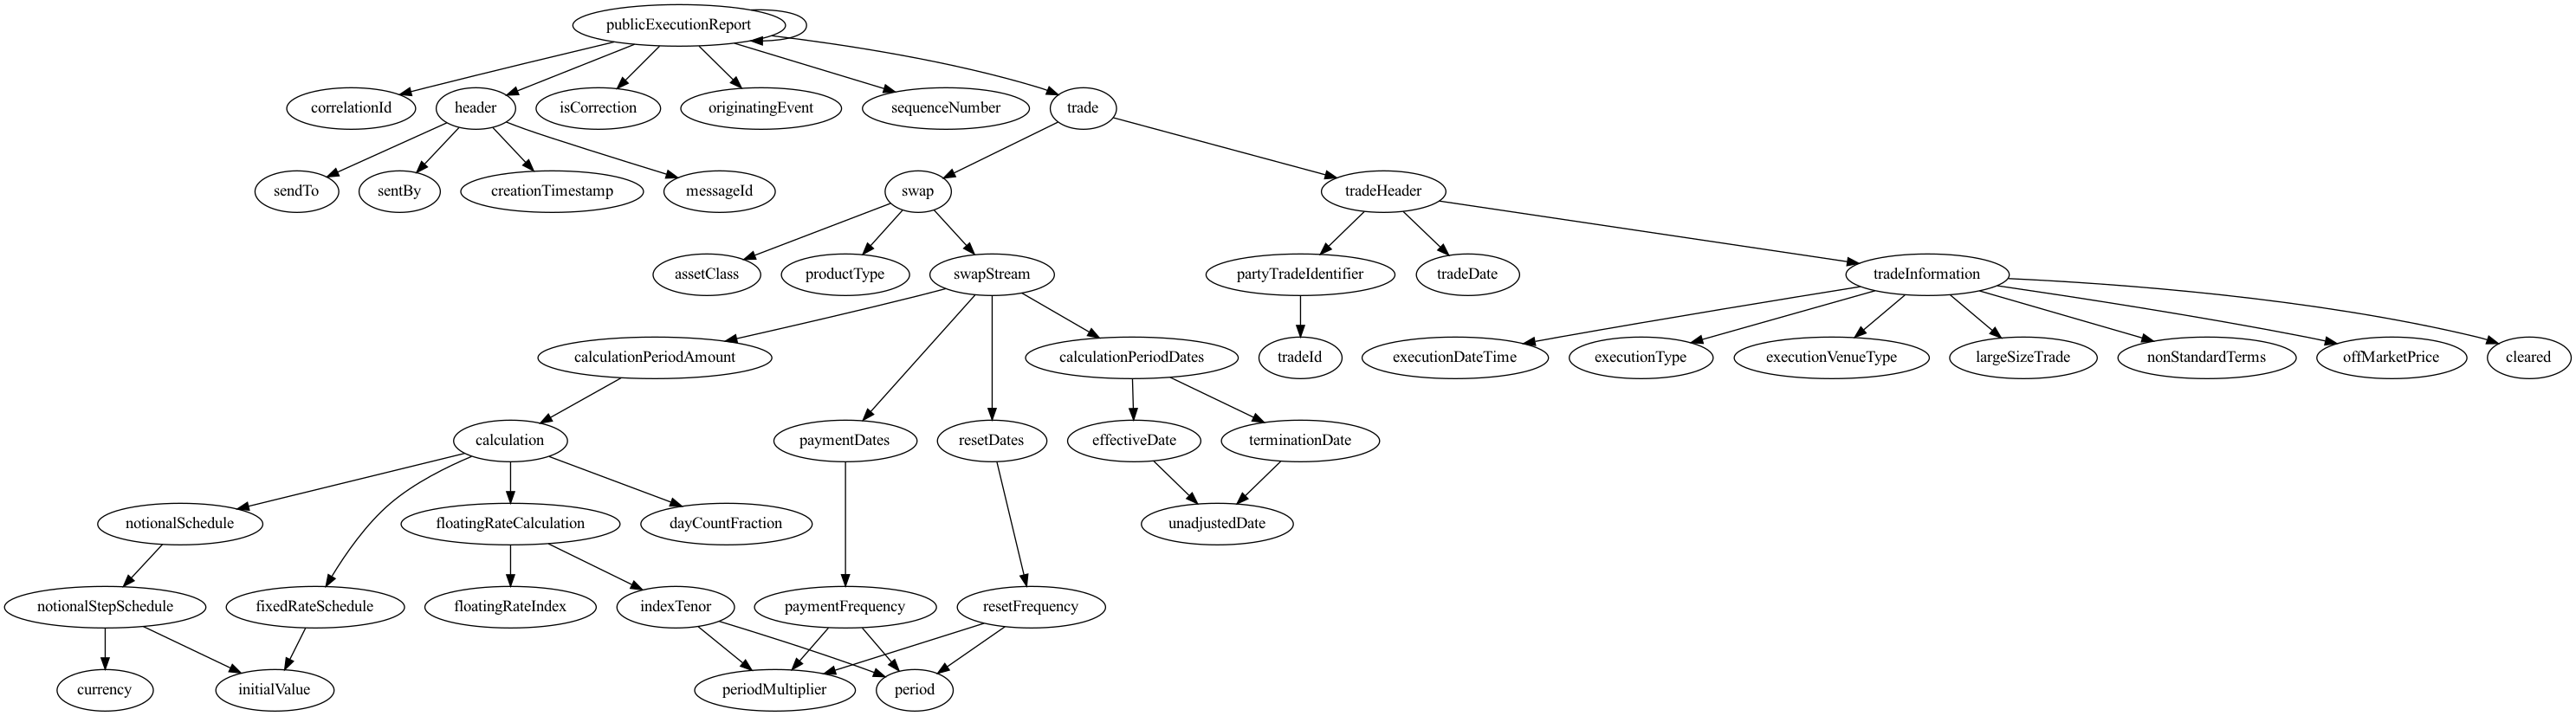 publicExecutionReport
correlationId
header
isCorrection
originatingEvent
sequenceNumber
trade
sendTo
sentBy
creationTimestamp
messageId
swap
tradeHeader
assetClass
productType
swapStream
partyTradeIdentifier
tradeDate
tradeInformation
calculationPeriodAmount
calculationPeriodDates
tradeId
executionDateTime
executionType
executionVenueType
largeSizeTrade
nonStandardTerms
offMarketPrice
cleared
calculation
paymentDates
resetDates
effectiveDate
terminationDate
notionalSchedule
floatingRateCalculation
dayCountFraction
unadjustedDate
notionalStepSchedule
fixedRateSchedule
floatingRateIndex
indexTenor
paymentFrequency
resetFrequency
currency
initialValue
periodMultiplier
period